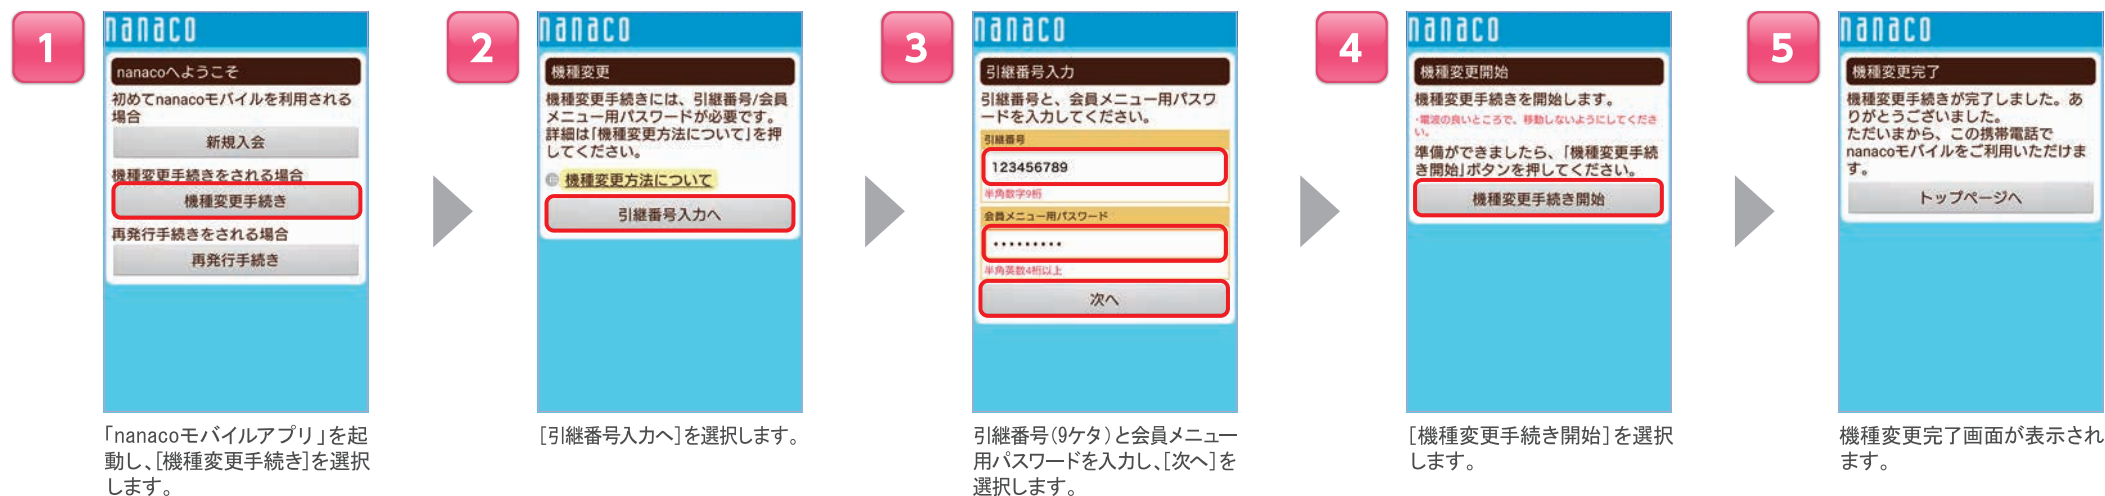 1
nanaco
nanacoへようこそ
初めてnanacoモバイルを利用される
場合
新規入会
機種変更手続きをされる場合
機種変更手続き
再発行手続きをされる場合
再発行手続き
「nanacoモバイルアプリ」を起
動し、[機種変更手続き]を選択
します。
2
nanaco
機種変更
機種変更手続きには、引継番号/会員
メニュー用パスワードが必要です。
詳細は「機種変更方法について」を押
してください。
機種変更方法について
引継番号入力へ
[引継番号入力へ]を選択します。
3
nanaco
引継番号入力
引継番号と、会員メニュー用パスワ
ードを入力してください。
引継番号
123456789
半角数字9桁
会員メニュー用パスワード
•••••••••
半角英数4桁以上
次へ
引継番号(9ケタ)と会員メニュー
用パスワードを入力し、[次へ]を
選択します。
4
nanaco
機種変更開始
機種変更手続きを開始します。
・電波の良いところで、移動しないようにしてくださ
い。
準備ができましたら、「機種変更手続
き開始」ボタンを押してください。
機種変更手続き開始
[機種変更手続き開始]を選択
します。
5
nanaco
機種変更完了
機種変更手続きが完了しました。あ
りがとうございました。
ただいまから、この携帯電話で
nanacoモバイルをご利用いただけま
す。
トップページへ
機種変更完了画面が表示され
ます。